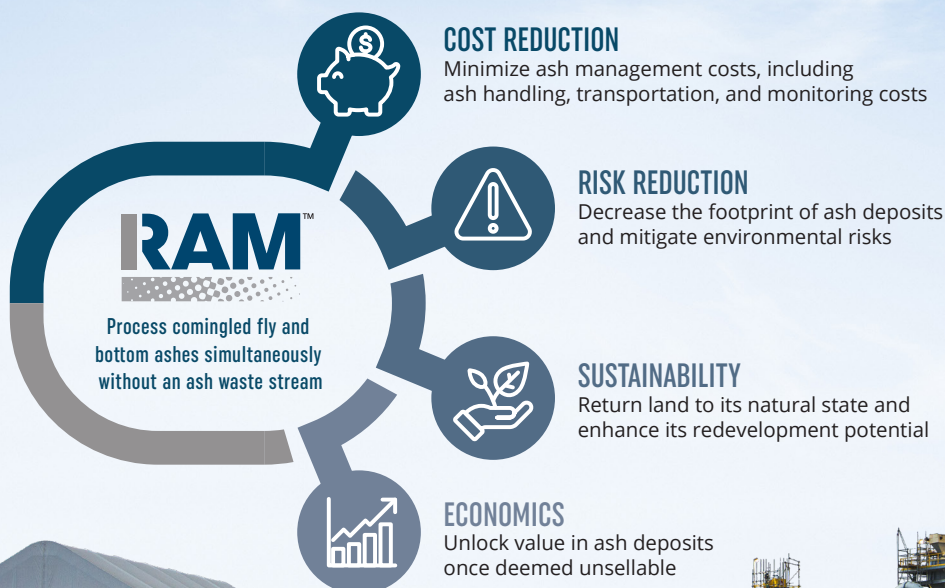 COST REDUCTION
Minimize ash management costs, including
ash handling, transportation, and monitoring costs
RISK REDUCTION
Decrease the footprint of ash deposits
and mitigate environmental risks
RAM™
Process comingled fly and
bottom ashes simultaneously
without an ash waste stream
SUSTAINABILITY
Return land to its natural state and
enhance its redevelopment potential
ECONOMICS
Unlock value in ash deposits
once deemed unsellable